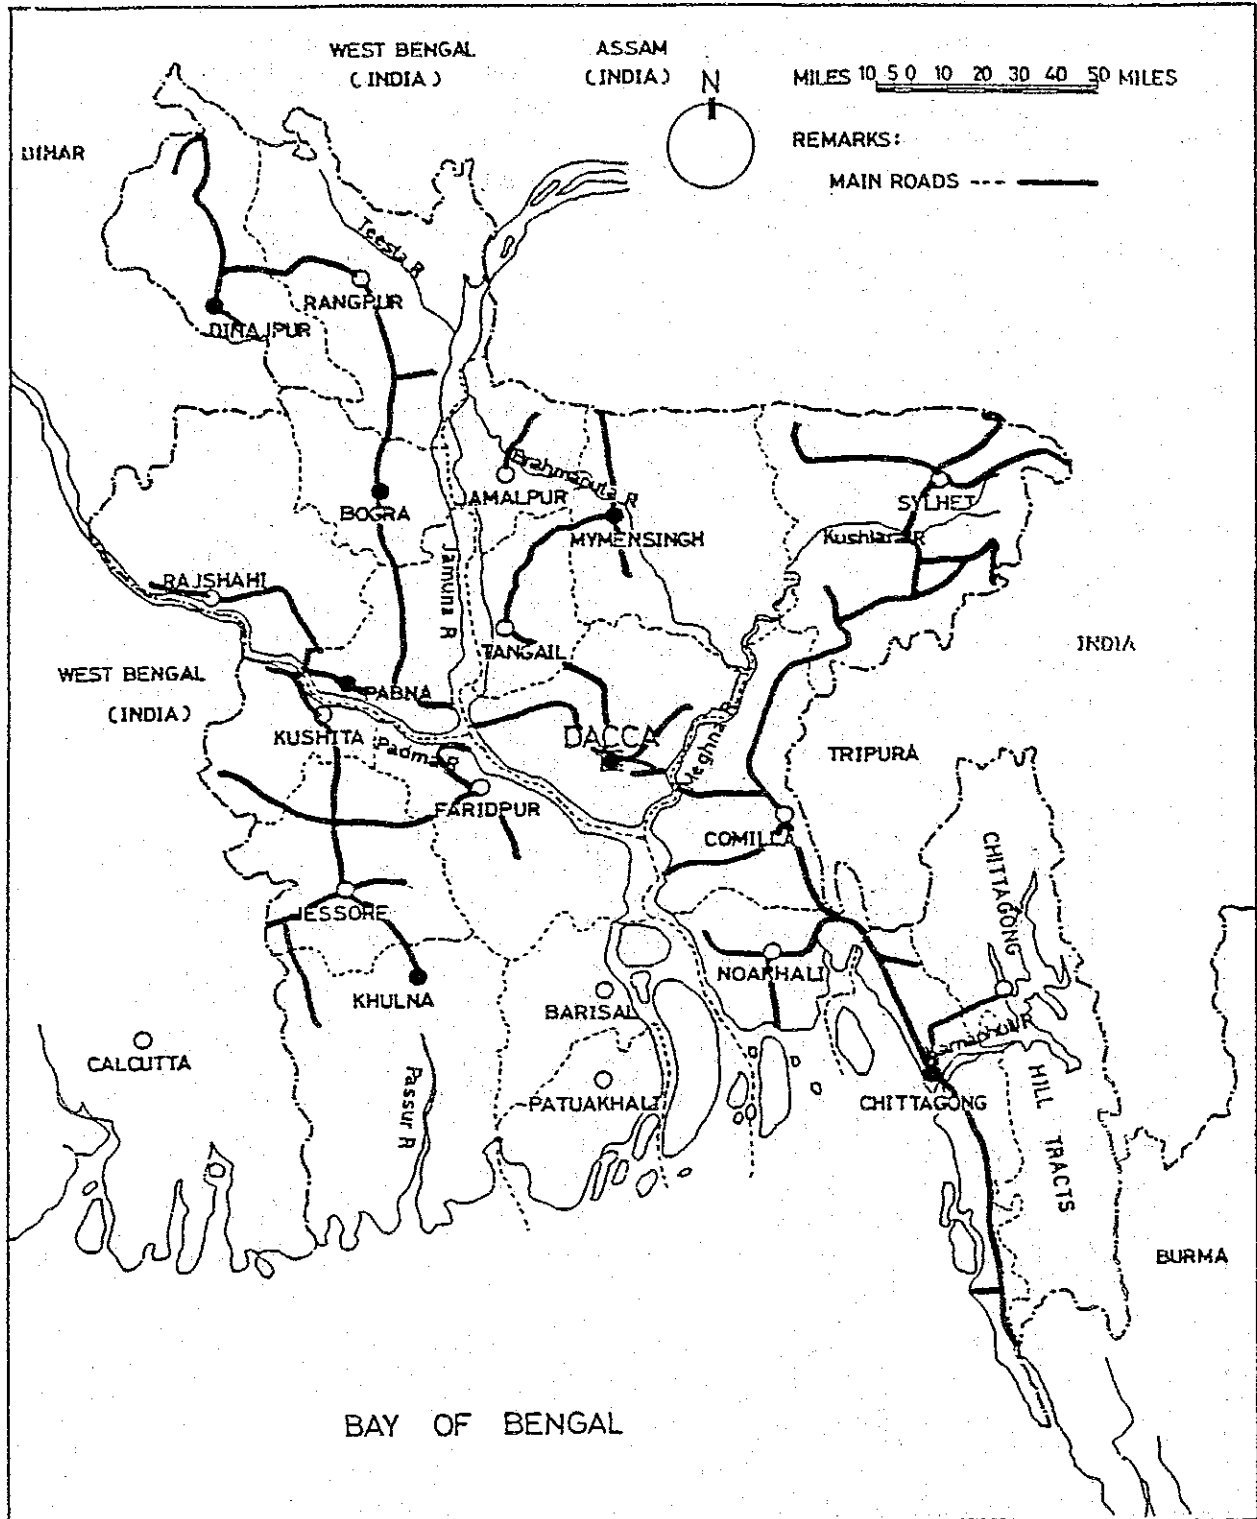 WEST BENGAL
(INDIA)
ASSAM
(INDIA)
N
MILES 10 5 0 10 20 30 40 50 MILES
REMARKS:
MAIN ROADS
BIHAR
Teesta R
RANGPUR
DINAJPUR
Brahmaputa R
JAMALPUR
SYLHET
BOGRA
MYMENSINGH
Kushiara R
RAJSHAHI
Jamuna R
TANGAIL
INDIA
WEST BENGAL
(INDIA)
PABNA
KUSHITA
Padma R
DACCA
Meghna R
TRIPURA
FARIDPUR
COMILLA
CHITTAGONG
JESSORE
NOAKHALI
KHULNA
BARISAL
CALCUTTA
Passur R
PATUAKHALI
CHITTAGONG
HILL TRACTS
BURMA
BAY OF BENGAL